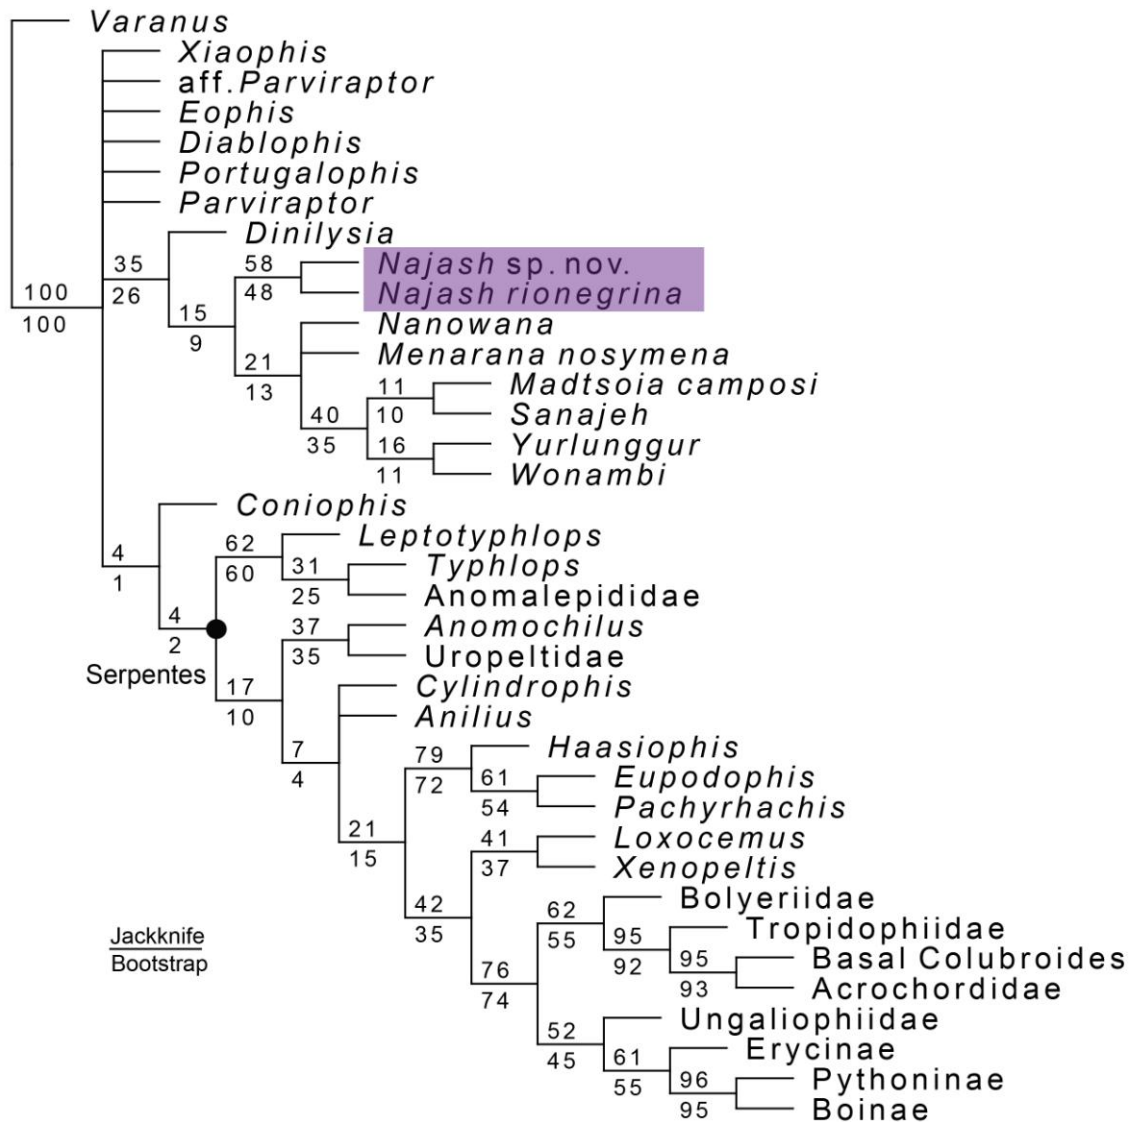 Varanus
Xiaophis
aff. Parviraptor
Eophis
Diablophis
Portugalophis
Parviraptor
Dinilysia
35
58
Najash sp. nov.
100
26
48
Najash rionegrina
100
15
Nanowana
9
21
Menarana nosymena
13
11
Madtsoia camposi
40
10
Sanajeh
35
16
Yurlunggur
11
Wonambi
Coniophis
4
62
Leptotyphlops
1
60
31
Typhlops
25
Anomalepididae
4
37
Anomochilus
2
35
Uropeltidae
Serpentes
17
Cylindrophis
10
Anilius
7
79
Haasiophis
4
72
61
Eupodophis
54
Pachyrhachis
21
41
Loxocemus
15
37
Xenopeltis
42
62
Bolyeriidae
35
55
95
Tropidophiidae
Jackknife
92
95
Basal Colubroides
Bootstrap
76
93
Acrochordidae
74
52
Ungaliophiidae
45
61
Erycinae
55
96
Pythoninae
95
Boinae